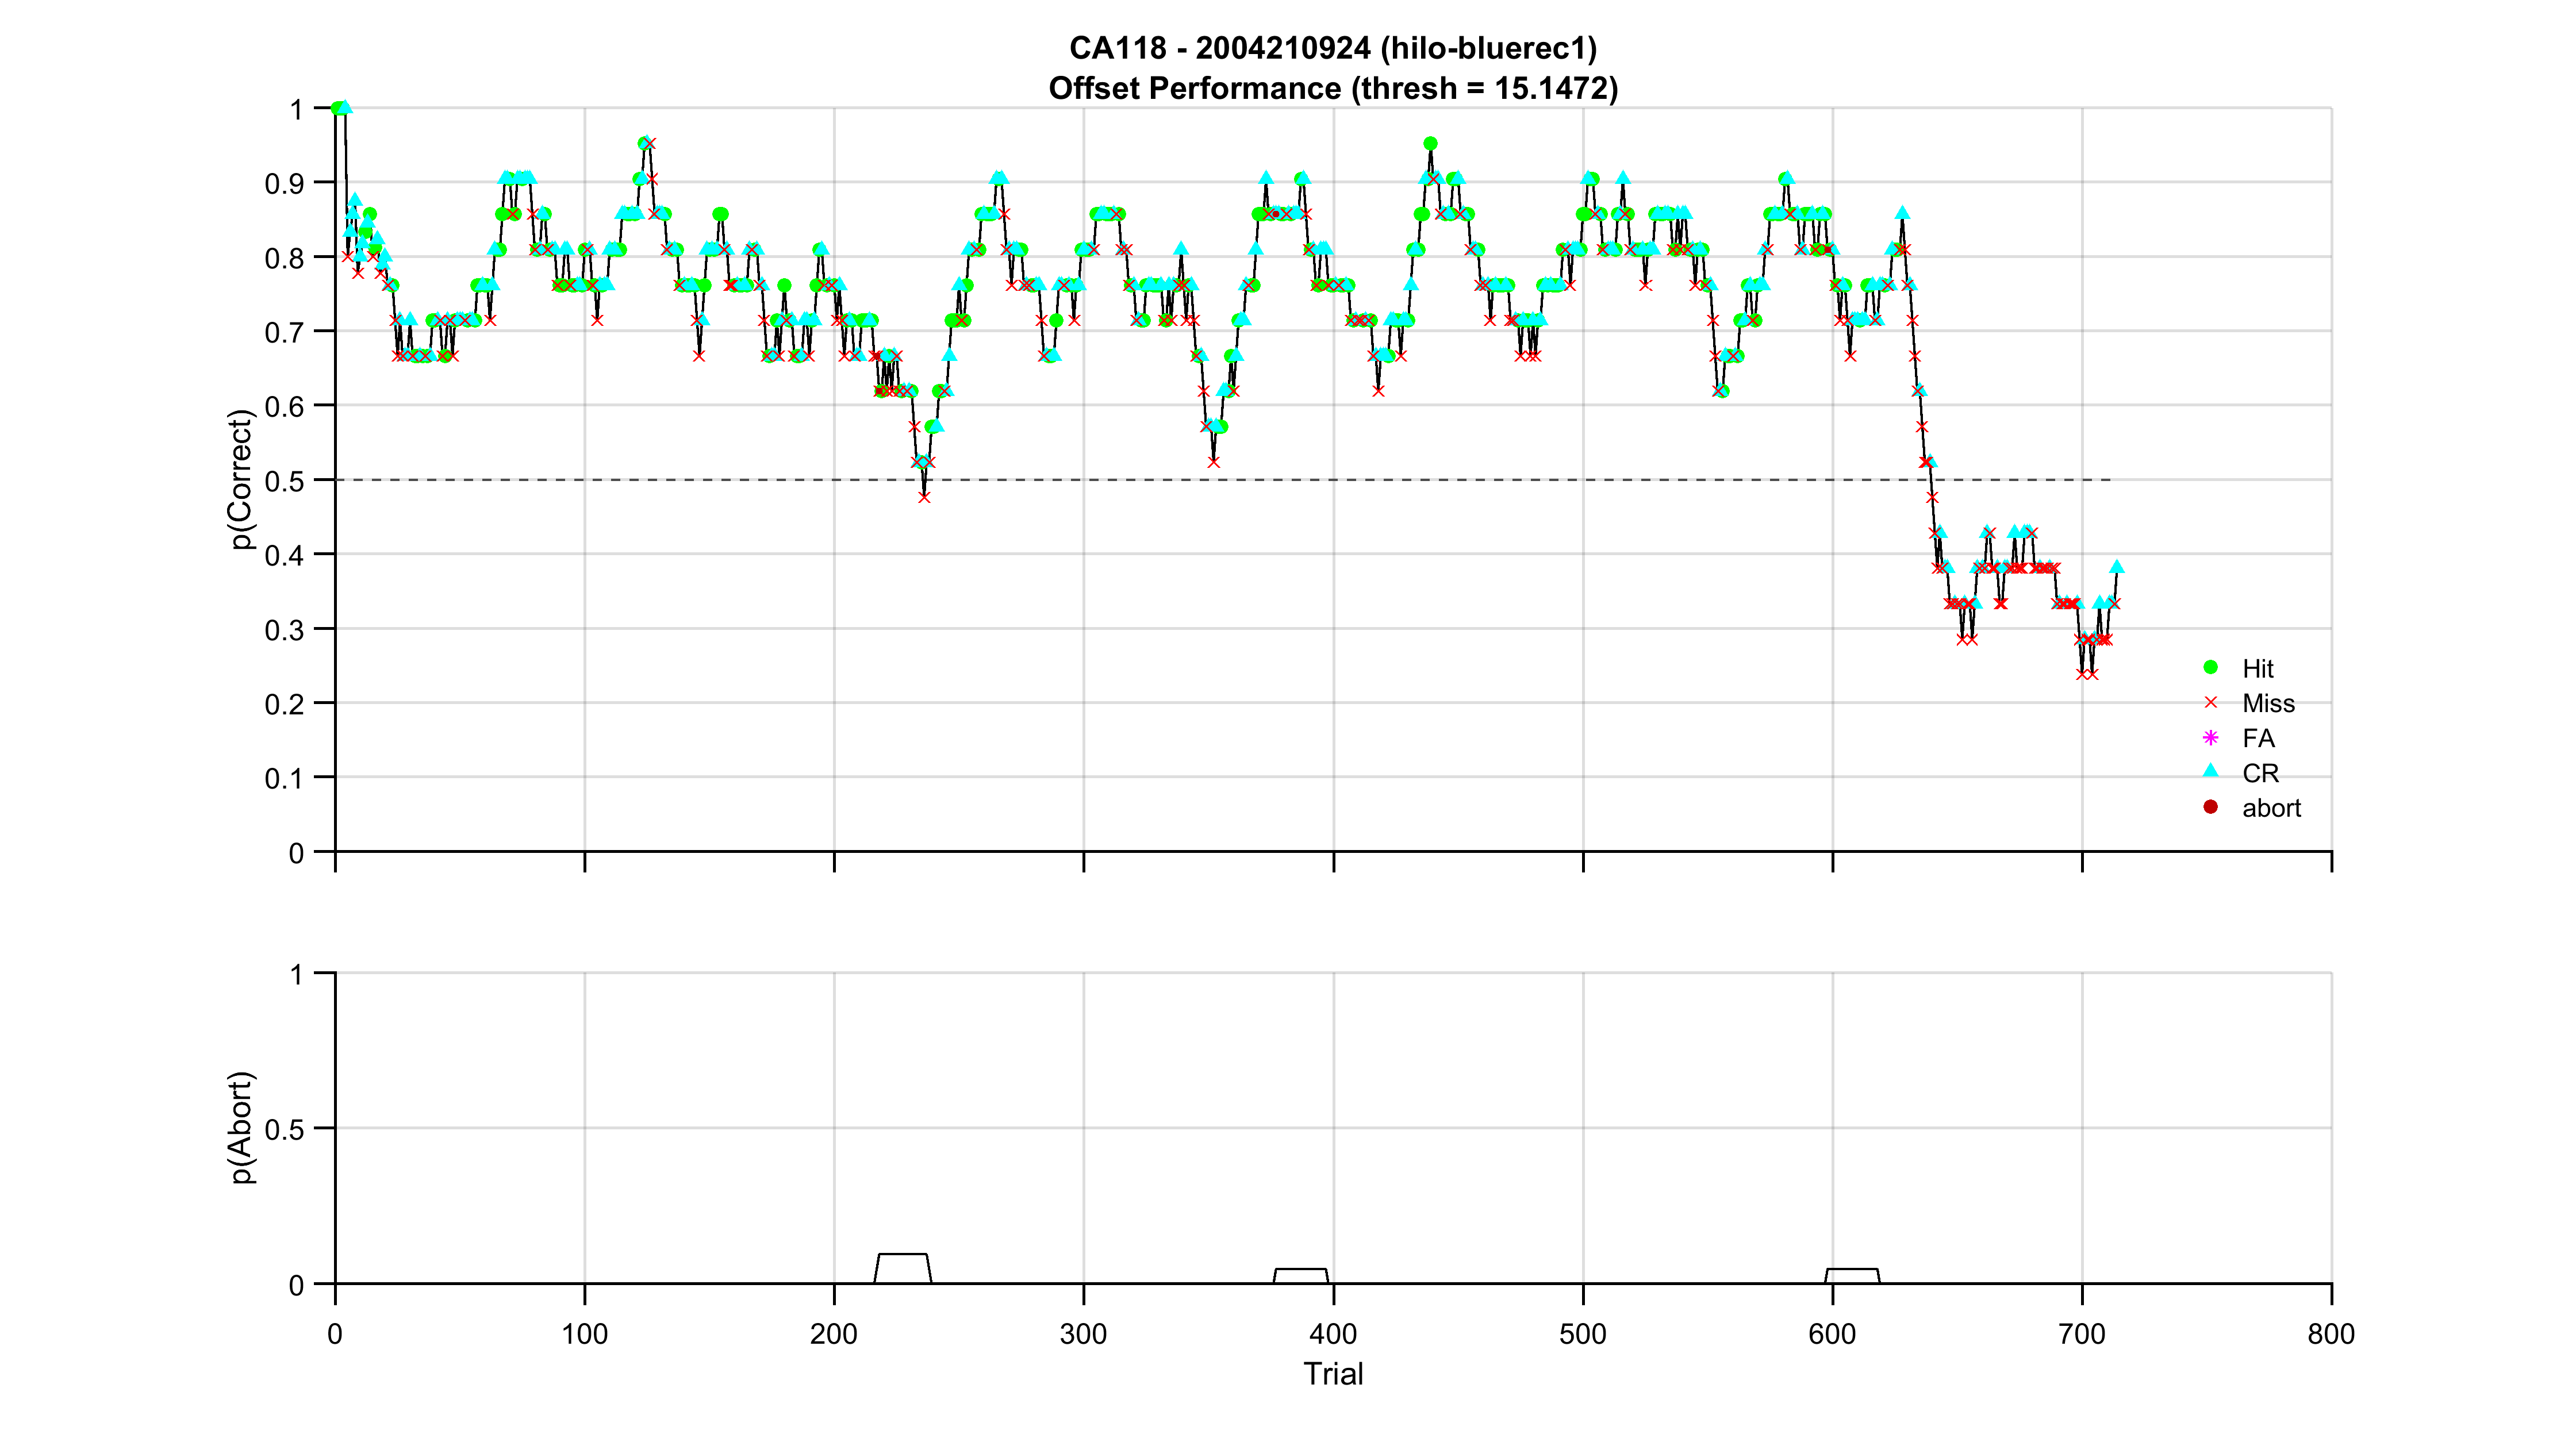 CA118 - 2004210924 (hilo-bluerec1)
Offset Performance (thresh = 15.1472)
1
0.9
0.8
0.7
0.6
0.5
0.4
0.3
0.2
0.1
0
p(Correct)
Hit
Miss
FA
CR
abort
1
0.5
0
p(Abort)
0 100 200 300 400 500 600 700 800
Trial